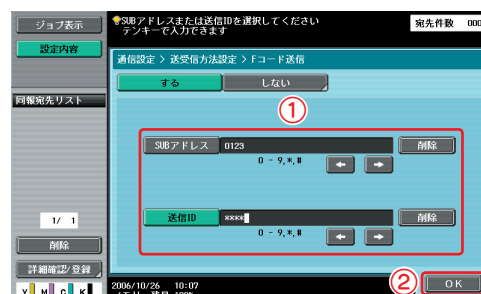 ジョブ表示
SUBアドレスまたは送信IDを選択してください
テンキーで入力できます
宛先件数 000
設定内容
通信設定 > 送受信方法設定 > Fコード送信
する
しない
同報宛先リスト
①
SUBアドレス 0123 削除
0 - 9,*,#
← →
送信ID **** 削除
0 - 9,*,#
← →
1/ 1
削除
詳細確認/登録
②
OK
2006/10/26 10:07
Y M C K